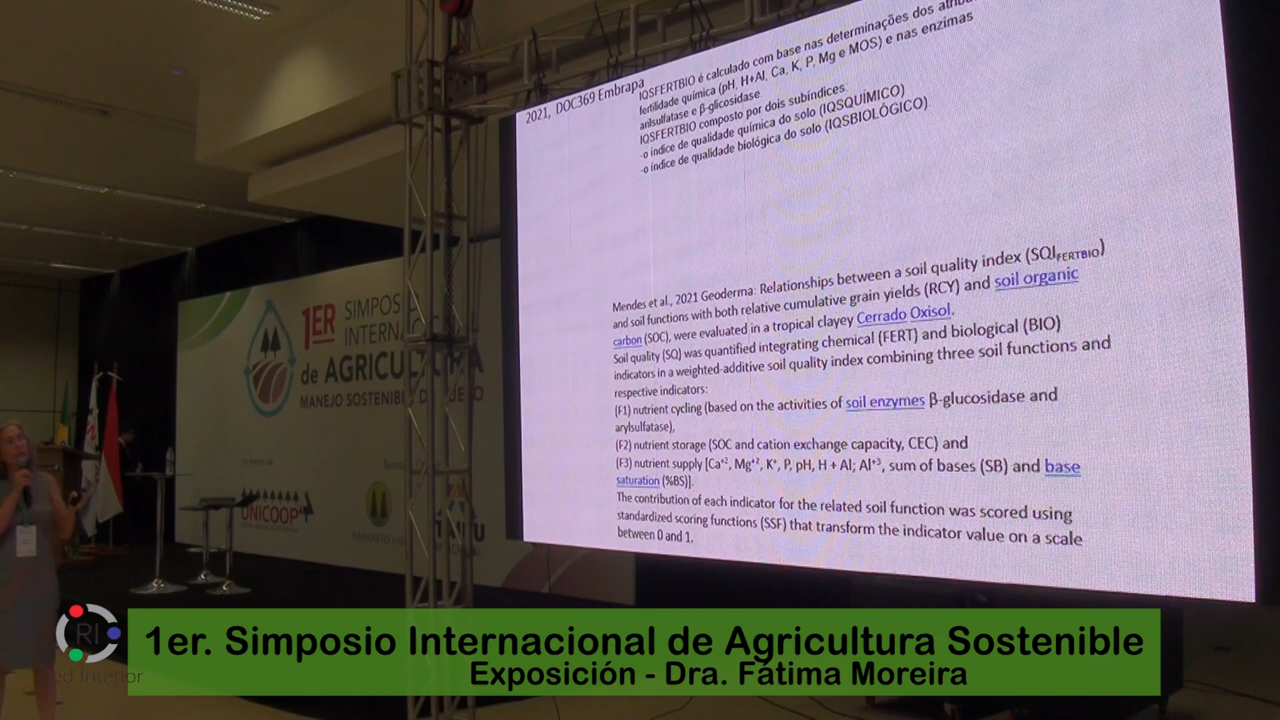 2021, DOC369 Embrapa
IQSFERTBIO é calculado com base nas determinações dos
fertilidade química (pH, H+Al, Ca, K, P, Mg e MOS) e nas enzimas
arilsulfatase e β-glicosidase
IQSFERTBIO composto por dois subíndices:
-o índice de qualidade química do solo (IQSQUÍMICO)
-o índice de qualidade biológica do solo (IQSBIOLÓGICO)
Mendes et al., 2021 Geoderma: Relationships between a soil quality index (SQIFERTBIO)
and soil functions with both relative cumulative grain yields (RCY) and soil organic
carbon (SOC), were evaluated in a tropical clayey Cerrado Oxisol.
Soil quality (SQ) was quantified integrating chemical (FERT) and biological (BIO)
indicators in a weighted-additive soil quality index combining three soil functions and
respective indicators:
(F1) nutrient cycling (based on the activities of soil enzymes β-glucosidase and
arylsulfatase),
(F2) nutrient storage (SOC and cation exchange capacity, CEC) and
(F3) nutrient supply [Ca+2, Mg+2, K+, P, pH, H + Al; Al+3, sum of bases (SB) and base
saturation (%BS)].
The contribution of each indicator for the related soil function was scored using
standardized scoring functions (SSF) that transform the indicator value on a scale
between 0 and 1.
1ER SIMPOS
INTERN
de AGRICULTURA
MANEJO SOSTENIBLE
UNICOOP
RI
Red Interior
1er. Simposio Internacional de Agricultura Sostenible
Exposición - Dra. Fátima Moreira